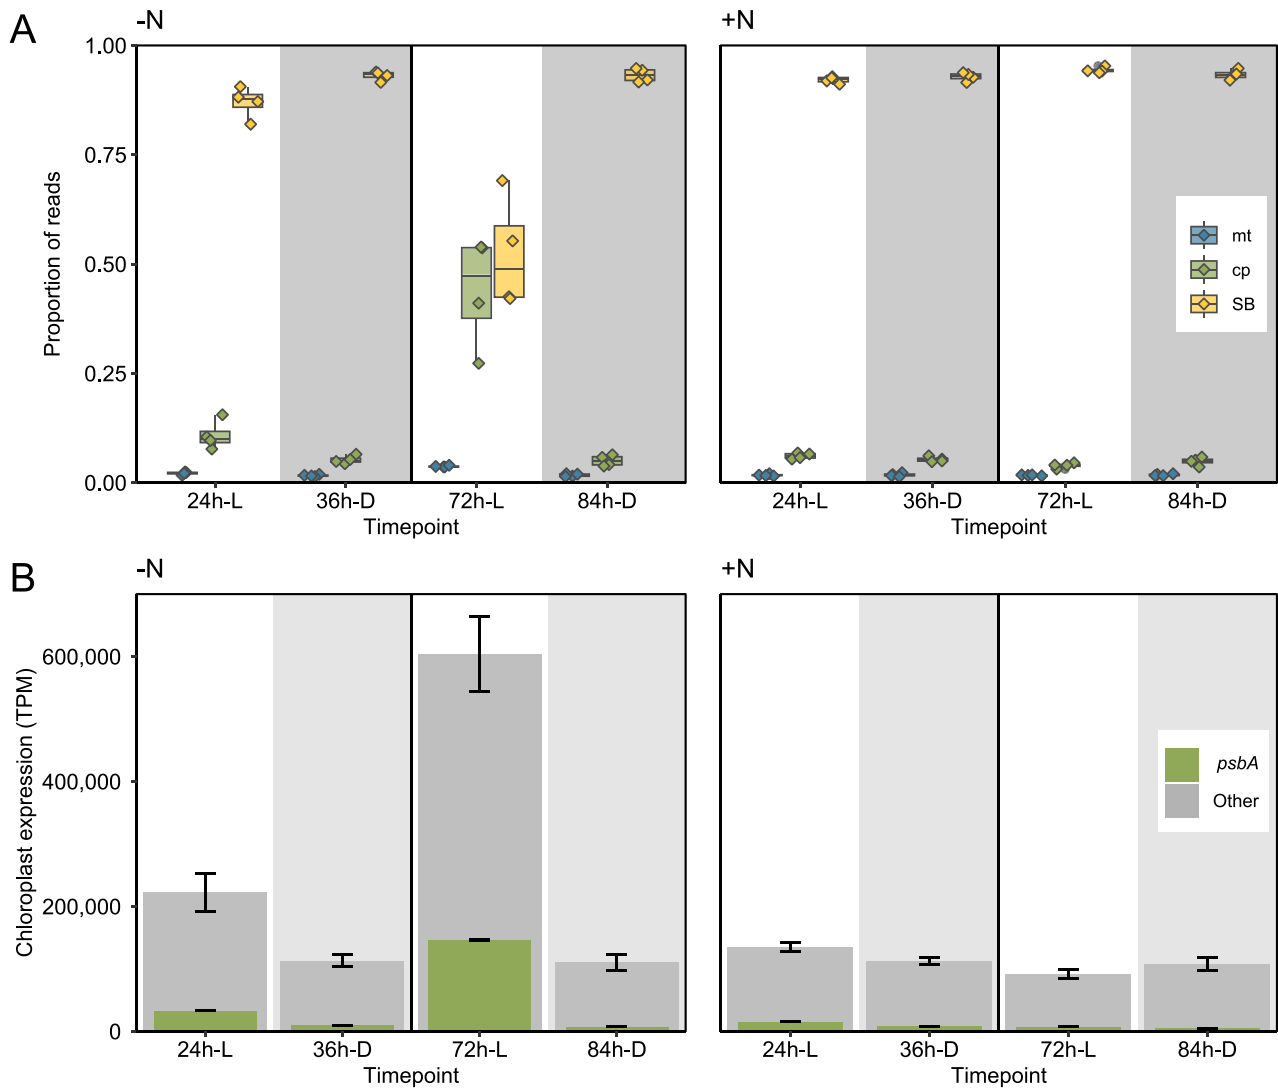 A
-N
+N
Proportion of reads
1.00
0.75
0.50
0.25
0.00
mt
cp
SB
24h-L 36h-D 72h-L 84h-D
24h-L 36h-D 72h-L 84h-D
Timepoint
Timepoint
B
-N
+N
Chloroplast expression (TPM)
600,000
400,000
200,000
0
psbA
Other
24h-L 36h-D 72h-L 84h-D
24h-L 36h-D 72h-L 84h-D
Timepoint
Timepoint